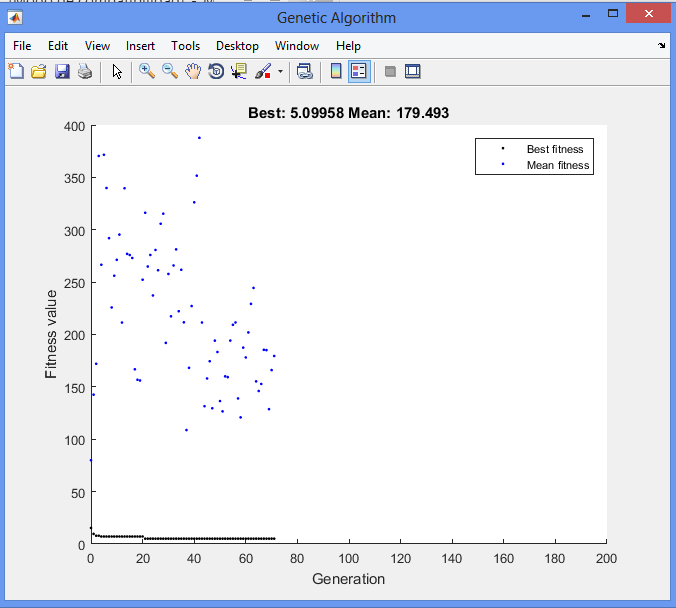 Genetic Algorithm
File Edit View Insert Tools Desktop Window Help
Best: 5.09958 Mean: 179.493
Best fitness
Mean fitness
Fitness value
400
350
300
250
200
150
100
50
0
0 20 40 60 80 100 120 140 160 180 200
Generation